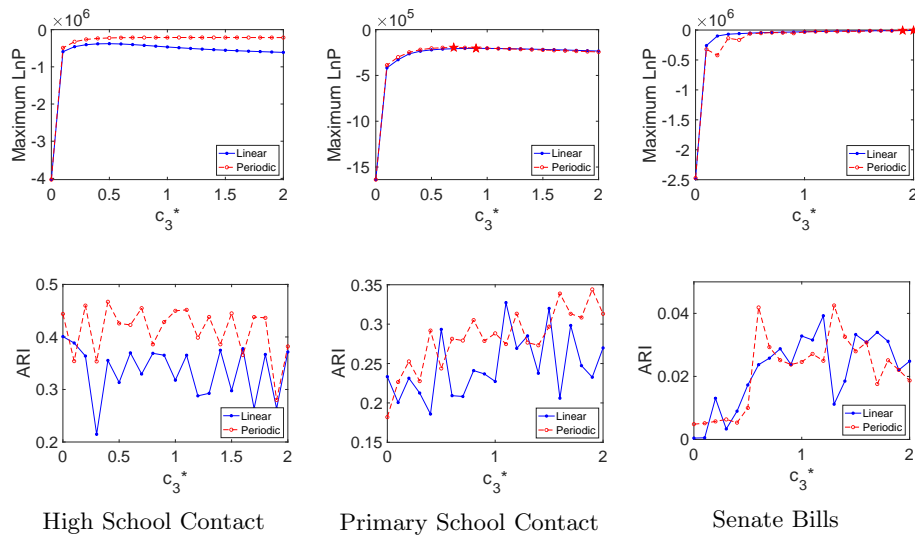 ×10^6
0
-1
-2
-3
-4
Maximum LnP
0 0.5 1 1.5 2
c_3*
Linear
Periodic
×10^5
0
-5
-10
-15
Maximum LnP
0 0.5 1 1.5 2
c_3*
Linear
Periodic
×10^6
0
-0.5
-1
-1.5
-2
-2.5
Maximum LnP
0 1 2
c_3*
Linear
Periodic
0.5
0.4
0.3
0.2
ARI
0 0.5 1 1.5 2
c_3*
Linear
Periodic
0.35
0.3
0.25
0.2
0.15
ARI
0 0.5 1 1.5 2
c_3*
Linear
Periodic
0.04
0.02
0
ARI
0 1 2
c_3*
Linear
Periodic
High School Contact
Primary School Contact
Senate Bills